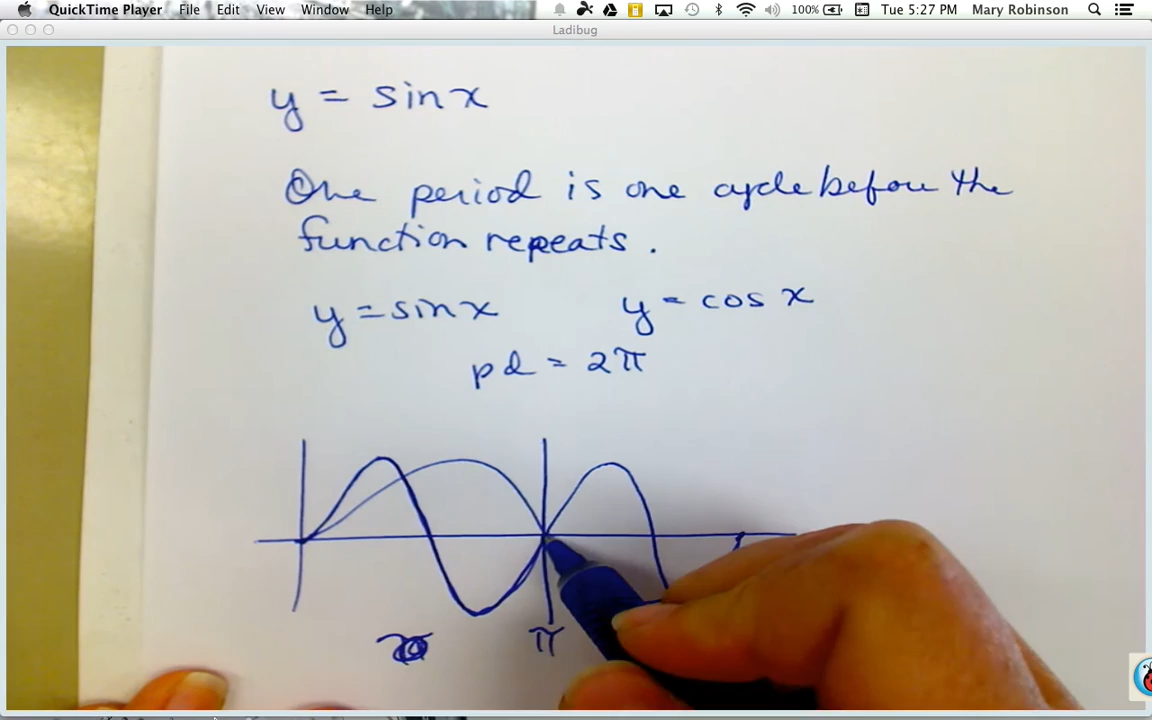 QuickTime Player File Edit View Window Help 100% Tue 5:27 PM Mary Robinson
Ladibug
y = sin x
One period is one cycle before the
function repeats.
y = sin x y = cos x
pd = 2π
π